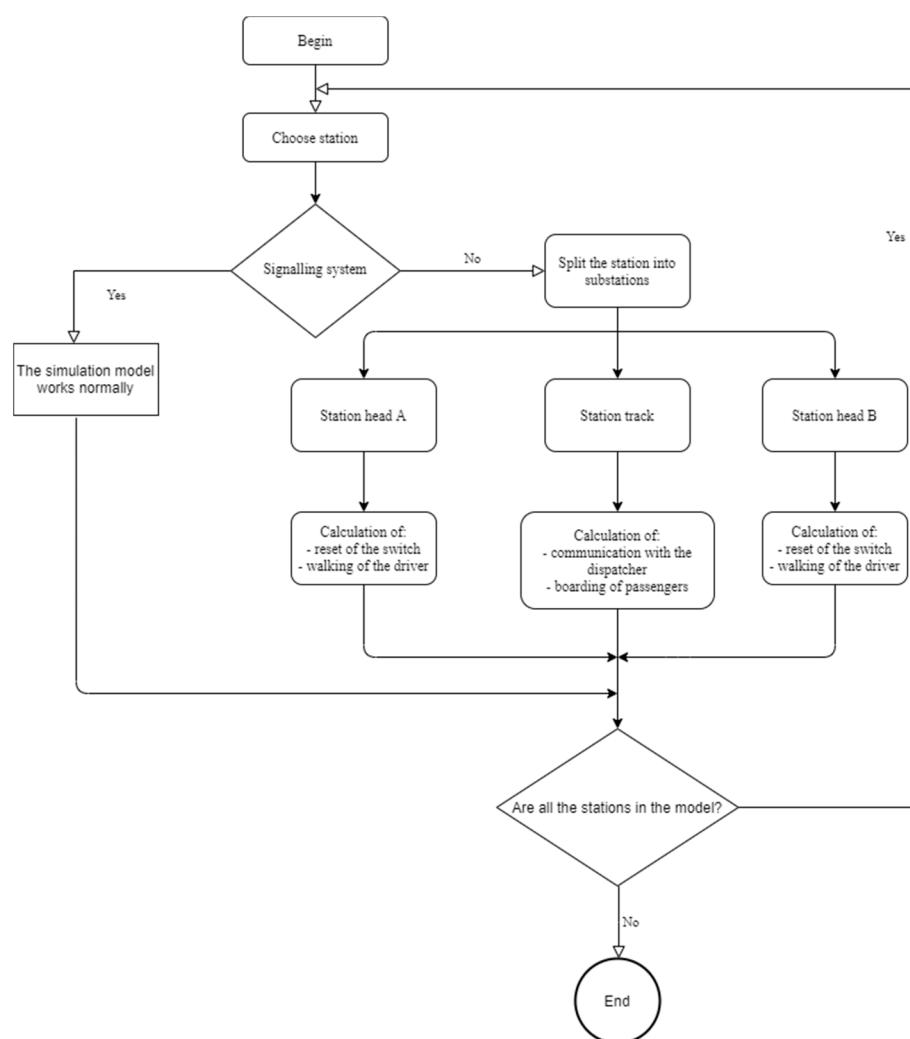 Begin
Choose station
Yes
Signalling system
No
Split the station into
substations
Yes
The simulation model
works normally
Station head A
Station track
Station head B
Calculation of:
- reset of the switch
- walking of the driver
Calculation of:
- communication with the
dispatcher
- boarding of passengers
Calculation of:
- reset of the switch
- walking of the driver
Are all the stations in the model?
No
End